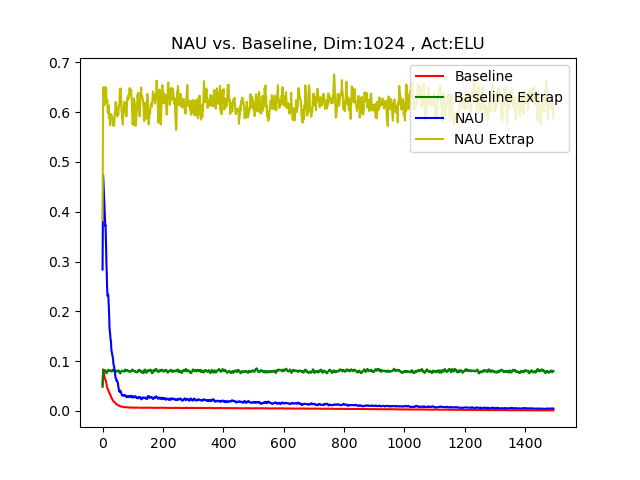 NAU vs. Baseline, Dim:1024 , Act:ELU
0.7
0.6
0.5
0.4
0.3
0.2
0.1
0.0
Baseline
Baseline Extrap
NAU
NAU Extrap
0 200 400 600 800 1000 1200 1400